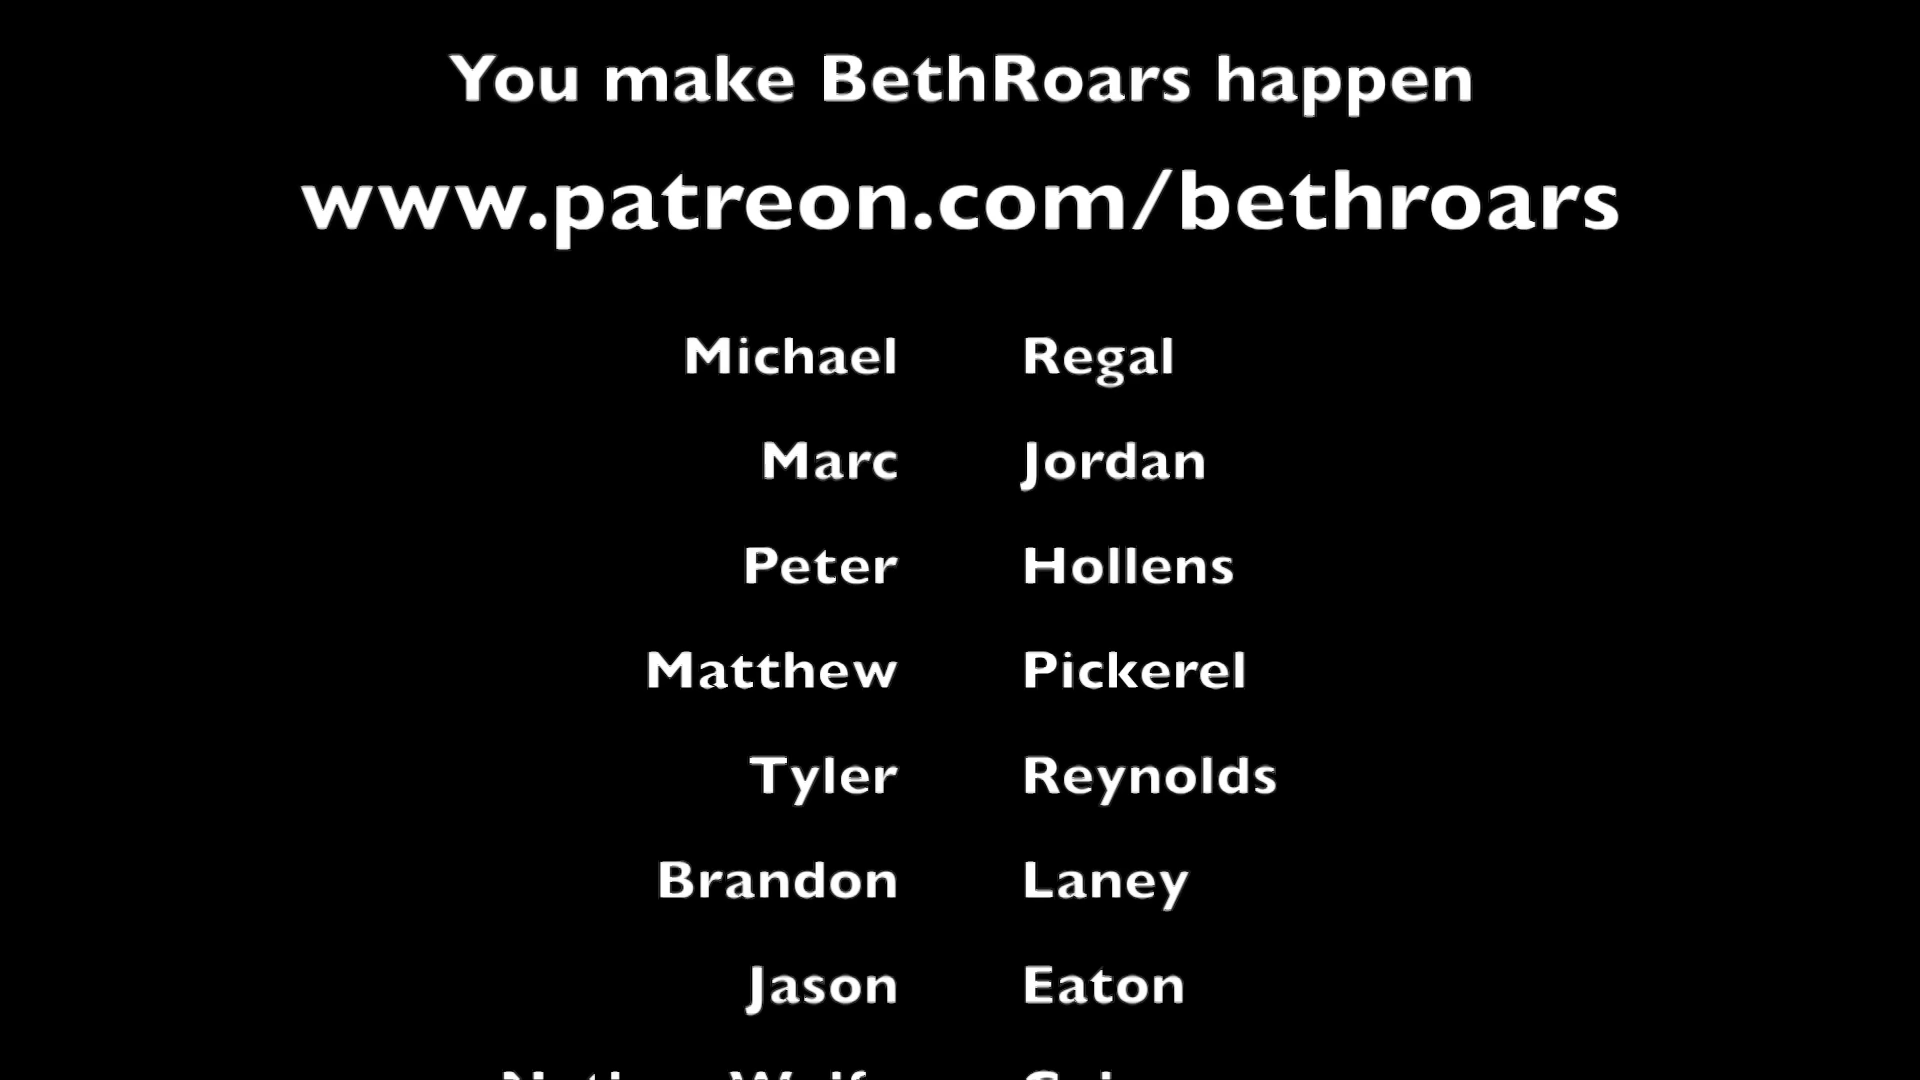 You make BethRoars happen
www.patreon.com/bethroars
Michael Regal
Marc Jordan
Peter Hollens
Matthew Pickerel
Tyler Reynolds
Brandon Laney
Jason Eaton